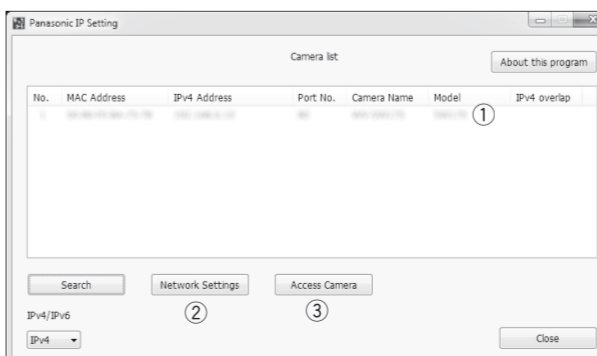 Panasonic IP Setting
Camera list
About this program
No. MAC Address IPv4 Address Port No. Camera Name Model IPv4 overlap
①
Search Network Settings Access Camera
② ③
IPv4/IPv6
IPv4
Close